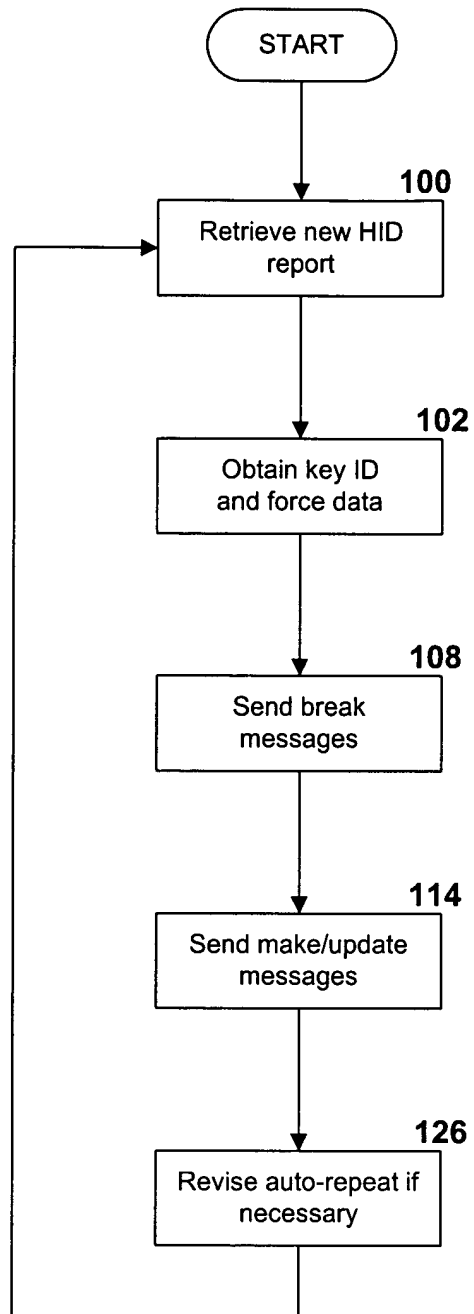 START
100
Retrieve new HID
report
102
Obtain key ID
and force data
108
Send break
messages
114
Send make/update
messages
126
Revise auto-repeat if
necessary